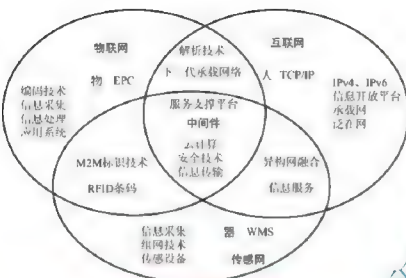 物联网
互联网
解析技术
下一代承载网络
物 EPC
人 TCP/IP
编码技术
信息采集
信息处理
应用系统
IPv4、IPv6
信息开放平台
承载网
泛在网
服务支撑平台
中间件
云计算
安全技术
信息传输
M2M标识技术
RFID条码
异构网融合
信息服务
信息采集
组网技术
传感设备
器 WMS
传感网